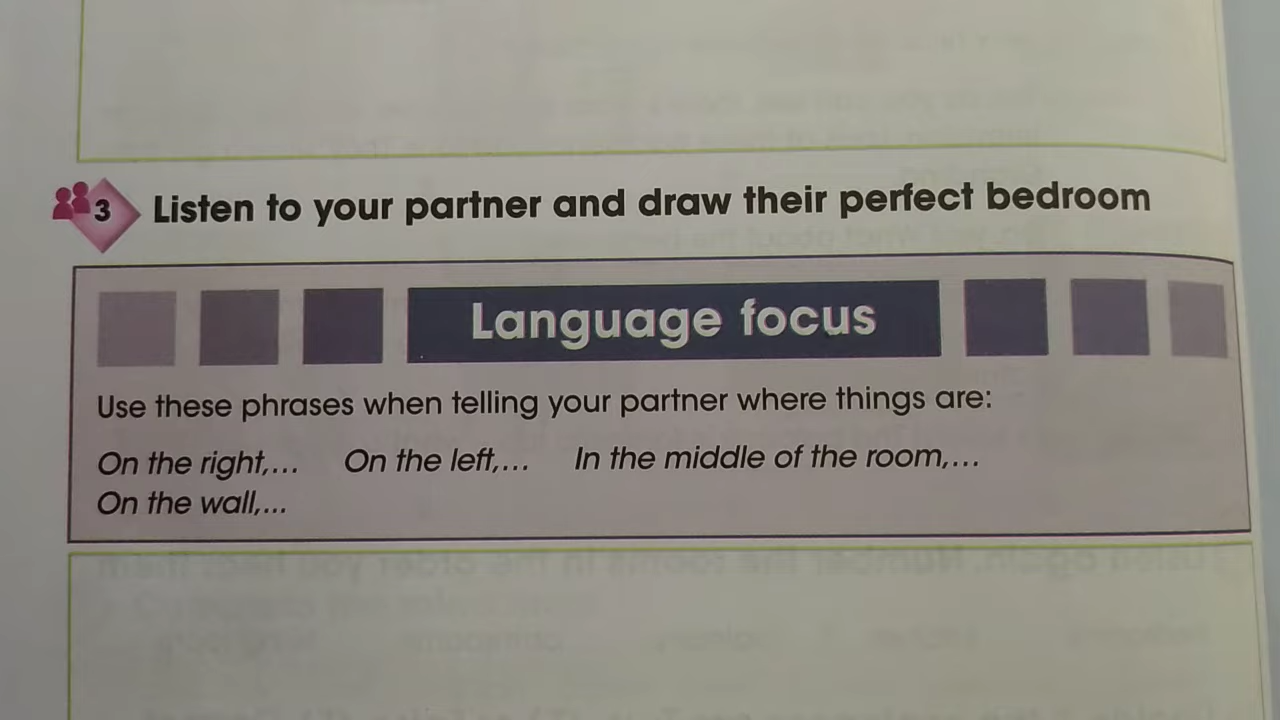 3 Listen to your partner and draw their perfect bedroom
Language focus
Use these phrases when telling your partner where things are:
On the right,... On the left,... In the middle of the room,...
On the wall,...